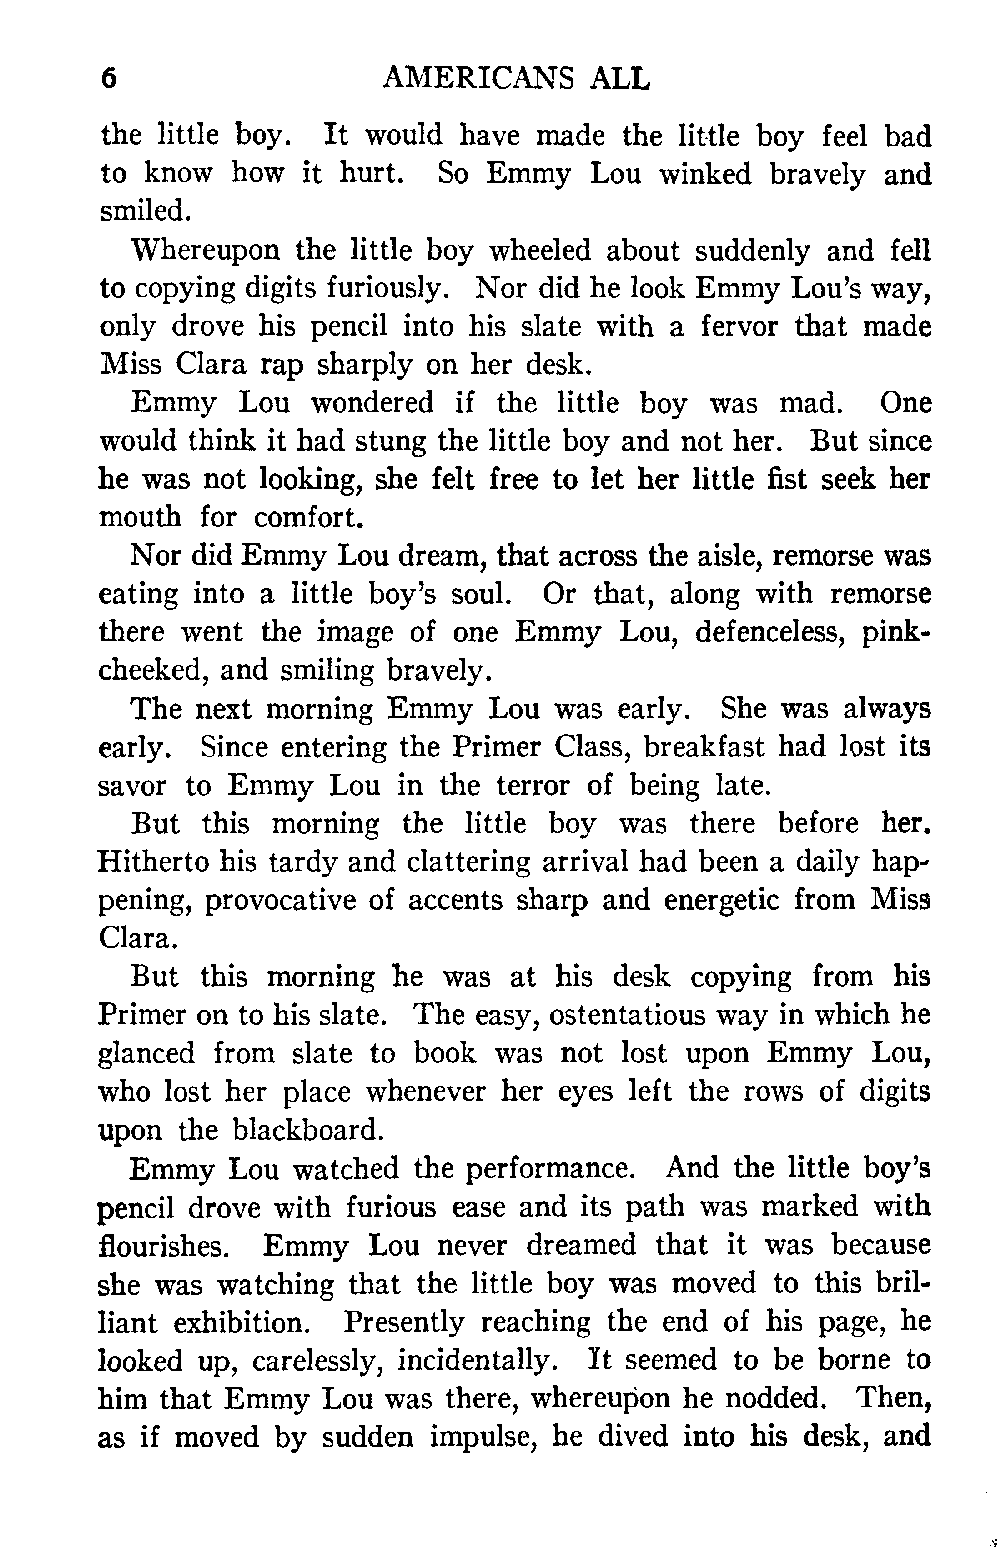 6 AMERICANS ALL
the little boy. It would have made the little boy feel bad
to know how it hurt. So Emmy Lou winked bravely and
smiled.
Whereupon the little boy wheeled about suddenly and fell
to copying digits furiously. Nor did he look Emmy Lou's way,
only drove his pencil into his slate with a fervor that made
Miss Clara rap sharply on her desk.
Emmy Lou wondered if the little boy was mad. One
would think it had stung the little boy and not her. But since
he was not looking, she felt free to let her little fist seek her
mouth for comfort.
Nor did Emmy Lou dream, that across the aisle, remorse was
eating into a little boy's soul. Or that, along with remorse
there went the image of one Emmy Lou, defenceless, pink-
cheeked, and smiling bravely.
The next morning Emmy Lou was early. She was always
early. Since entering the Primer Class, breakfast had lost its
savor to Emmy Lou in the terror of being late.
But this morning the little boy was there before her.
Hitherto his tardy and clattering arrival had been a daily hap-
pening, provocative of accents sharp and energetic from Miss
Clara.
But this morning he was at his desk copying from his
Primer on to his slate. The easy, ostentatious way in which he
glanced from slate to book was not lost upon Emmy Lou,
who lost her place whenever her eyes left the rows of digits
upon the blackboard.
Emmy Lou watched the performance. And the little boy's
pencil drove with furious ease and its path was marked with
flourishes. Emmy Lou never dreamed that it was because
she was watching that the little boy was moved to this bril-
liant exhibition. Presently reaching the end of his page, he
looked up, carelessly, incidentally. It seemed to be borne to
him that Emmy Lou was there, whereupon he nodded. Then,
as if moved by sudden impulse, he dived into his desk, and